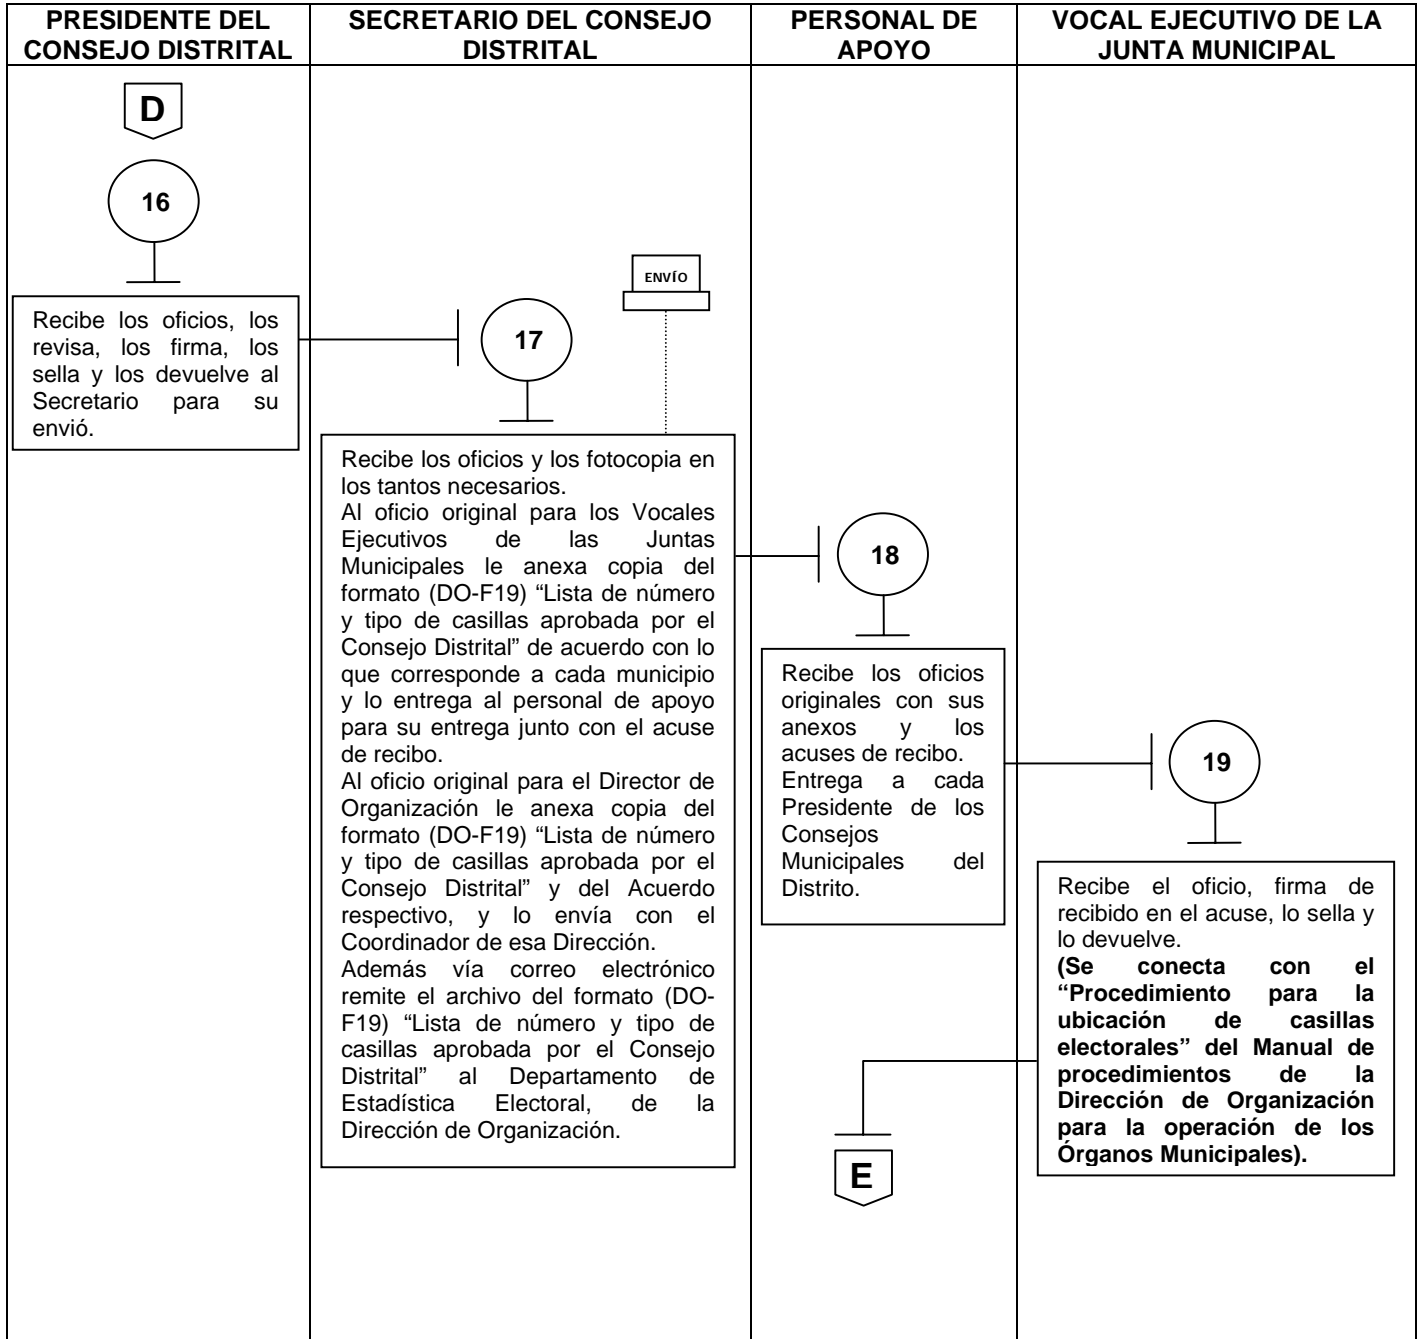 PRESIDENTE DEL
CONSEJO DISTRITAL
SECRETARIO DEL CONSEJO
DISTRITAL
PERSONAL DE
APOYO
VOCAL EJECUTIVO DE LA
JUNTA MUNICIPAL
D
16
Recibe los oficios, los
revisa, los firma, los
sella y los devuelve al
Secretario para su
envió.
17
ENVÍO
Recibe los oficios y los fotocopia en
los tantos necesarios.
Al oficio original para los Vocales
Ejecutivos de las Juntas
Municipales le anexa copia del
formato (DO-F19) “Lista de número
y tipo de casillas aprobada por el
Consejo Distrital” de acuerdo con lo
que corresponde a cada municipio
y lo entrega al personal de apoyo
para su entrega junto con el acuse
de recibo.
Al oficio original para el Director de
Organización le anexa copia del
formato (DO-F19) “Lista de número
y tipo de casillas aprobada por el
Consejo Distrital” y del Acuerdo
respectivo, y lo envía con el
Coordinador de esa Dirección.
Además vía correo electrónico
remite el archivo del formato (DO-
F19) “Lista de número y tipo de
casillas aprobada por el Consejo
Distrital” al Departamento de
Estadística Electoral, de la
Dirección de Organización.
18
Recibe los oficios
originales con sus
anexos y los
acuses de recibo.
Entrega a cada
Presidente de los
Consejos
Municipales del
Distrito.
19
Recibe el oficio, firma de
recibido en el acuse, lo sella y
lo devuelve.
(Se conecta con el
“Procedimiento para la
ubicación de casillas
electorales” del Manual de
procedimientos de la
Dirección de Organización
para la operación de los
Órganos Municipales).
E